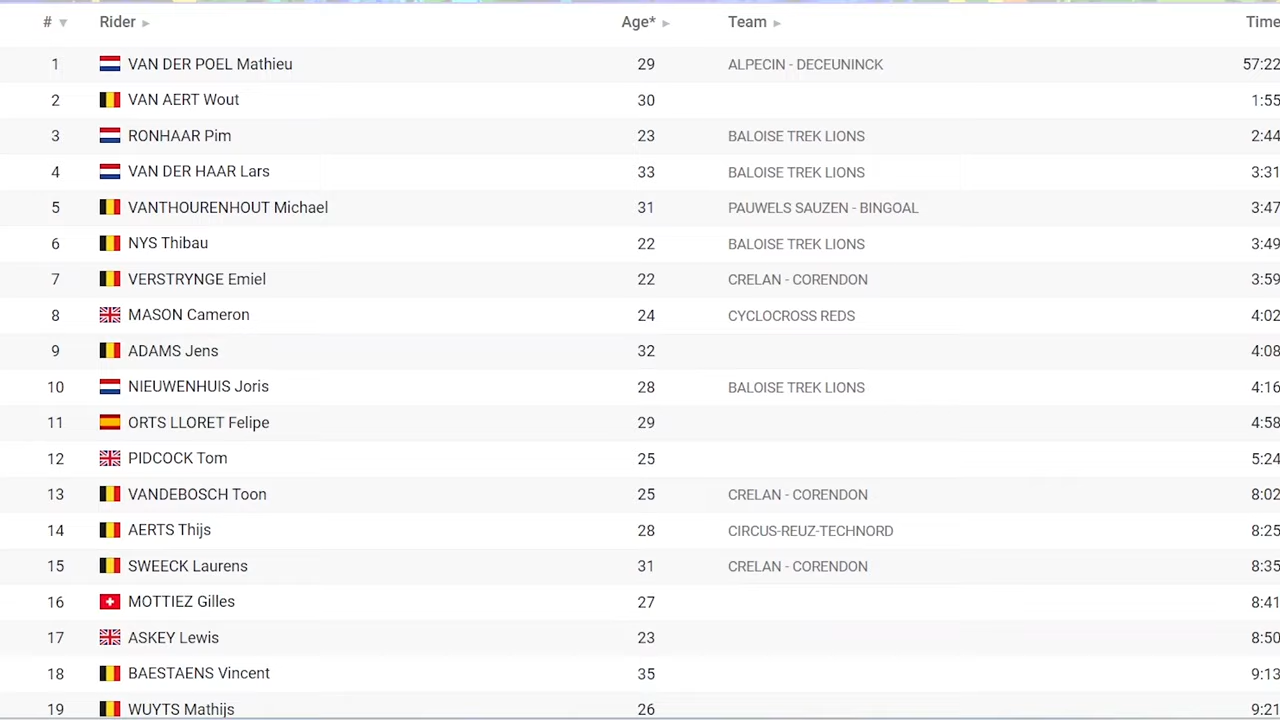 # Rider Age* Team Time
1 VAN DER POEL Mathieu 29 ALPECIN - DECEUNINCK 57:22
2 VAN AERT Wout 30 1:55
3 RONHAAR Pim 23 BALOISE TREK LIONS 2:44
4 VAN DER HAAR Lars 33 BALOISE TREK LIONS 3:31
5 VANTHOURENHOUT Michael 31 PAUWELS SAUZEN - BINGOAL 3:47
6 NYS Thibau 22 BALOISE TREK LIONS 3:49
7 VERSTRYNGE Emiel 22 CRELAN - CORENDON 3:59
8 MASON Cameron 24 CYCLOCROSS REDS 4:02
9 ADAMS Jens 32 4:08
10 NIEUWENHUIS Joris 28 BALOISE TREK LIONS 4:16
11 ORTS LLORET Felipe 29 4:58
12 PIDCOCK Tom 25 5:24
13 VANDEBOSCH Toon 25 CRELAN - CORENDON 8:02
14 AERTS Thijs 28 CIRCUS-REUZ-TECHNORD 8:25
15 SWEECK Laurens 31 CRELAN - CORENDON 8:35
16 MOTTIEZ Gilles 27 8:41
17 ASKEY Lewis 23 8:50
18 BAESTAENS Vincent 35 9:13
19 WUYTS Mathijs 26 9:21